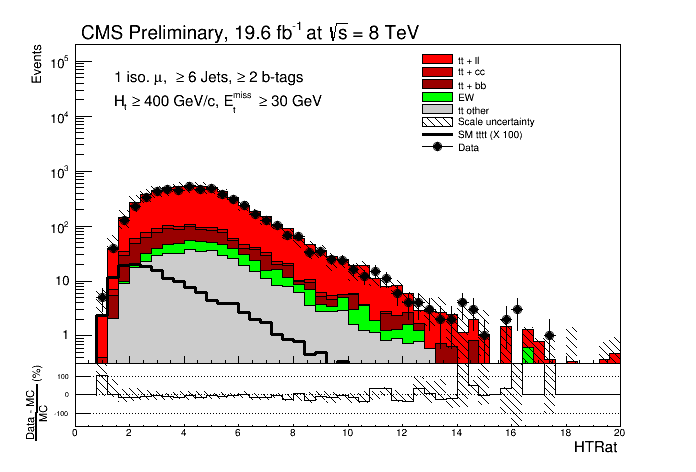 CMS Preliminary, 19.6 fb⁻¹ at √s = 8 TeV
Events
1 iso. μ, ≥ 6 Jets, ≥ 2 b-tags
Hₜ ≥ 400 GeV/c, Eₜᵐⁱˢˢ ≥ 30 GeV
tt + ll
tt + cc
tt + bb
EW
tt other
Scale uncertainty
SM tttt (X 100)
Data
10⁵
10⁴
10³
10²
10
1
Data - MC
MC
(%)
100
0
-100
0 2 4 6 8 10 12 14 16 18 20
HTRat